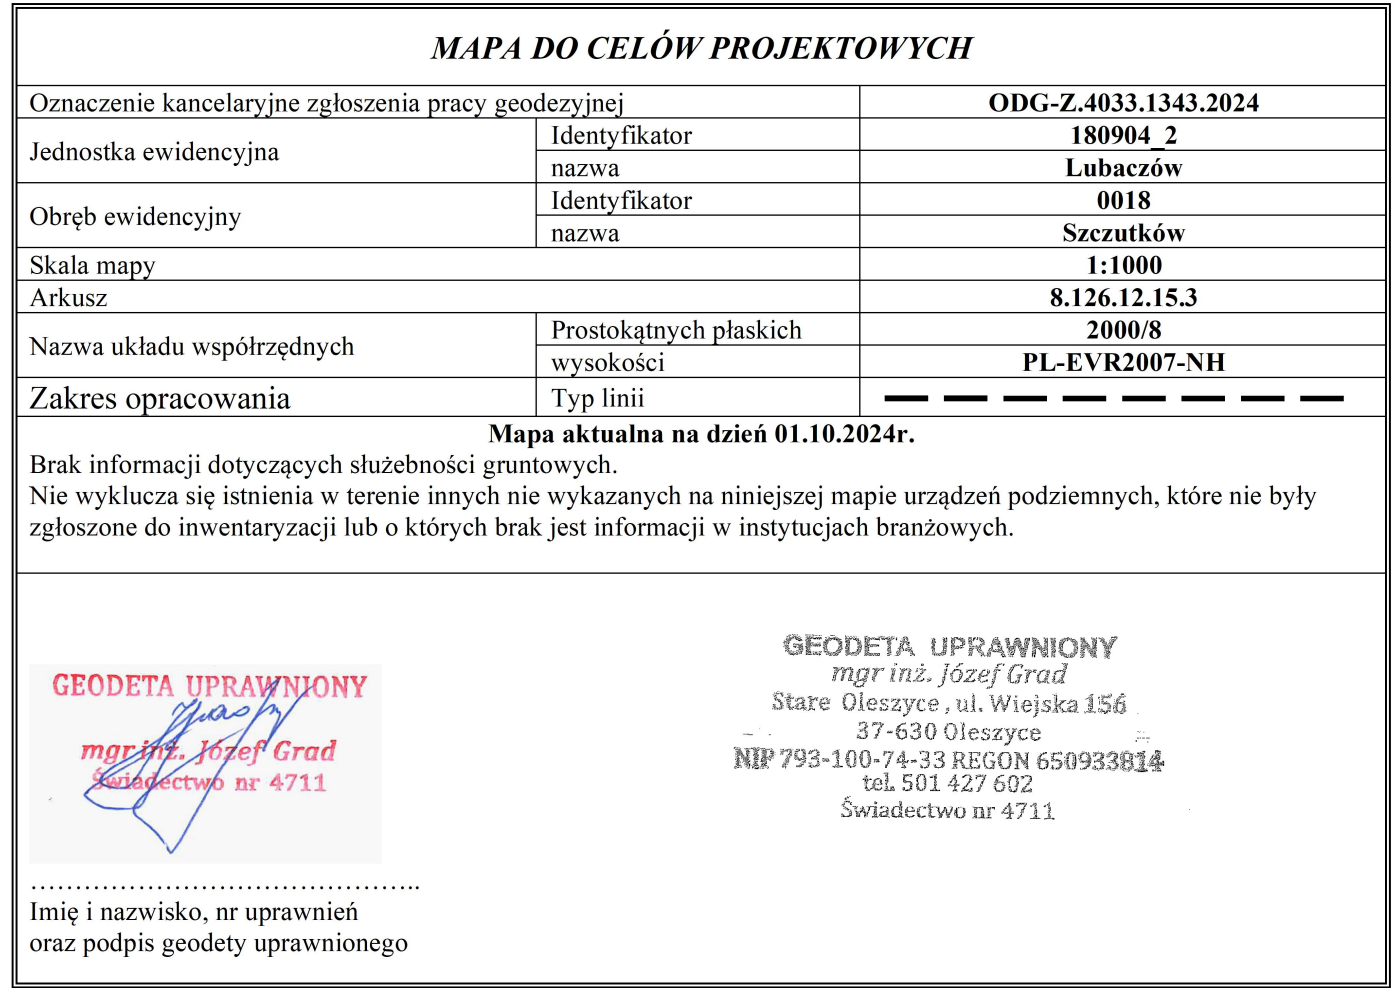 MAPA DO CELÓW PROJEKTOWYCH
Oznaczenie kancelaryjne zgłoszenia pracy geodezyjnej ODG-Z.4033.1343.2024
Jednostka ewidencyjna
Identyfikator 180904_2
nazwa Lubaczów
Obręb ewidencyjny
Identyfikator 0018
nazwa Szczutków
Skala mapy 1:1000
Arkusz 8.126.12.15.3
Nazwa układu współrzędnych
Prostokątnych płaskich 2000/8
wysokości PL-EVR2007-NH
Zakres opracowania Typ linii
Mapa aktualna na dzień 01.10.2024r.
Brak informacji dotyczących służebności gruntowych.
Nie wyklucza się istnienia w terenie innych nie wykazanych na niniejszej mapie urządzeń podziemnych, które nie były
zgłoszone do inwentaryzacji lub o których brak jest informacji w instytucjach branżowych.
GEODETA UPRAWNIONY
mgr inż. Józef Grad
Świadectwo nr 4711
GEODETA UPRAWNIONY
mgr inż. Józef Grad
Stare Oleszyce, ul. Wiejska 156
37-630 Oleszyce
NIP 793-100-74-33 REGON 650933814
tel. 501 427 602
Świadectwo nr 4711
…………………………………..
Imię i nazwisko, nr uprawnień
oraz podpis geodety uprawnionego